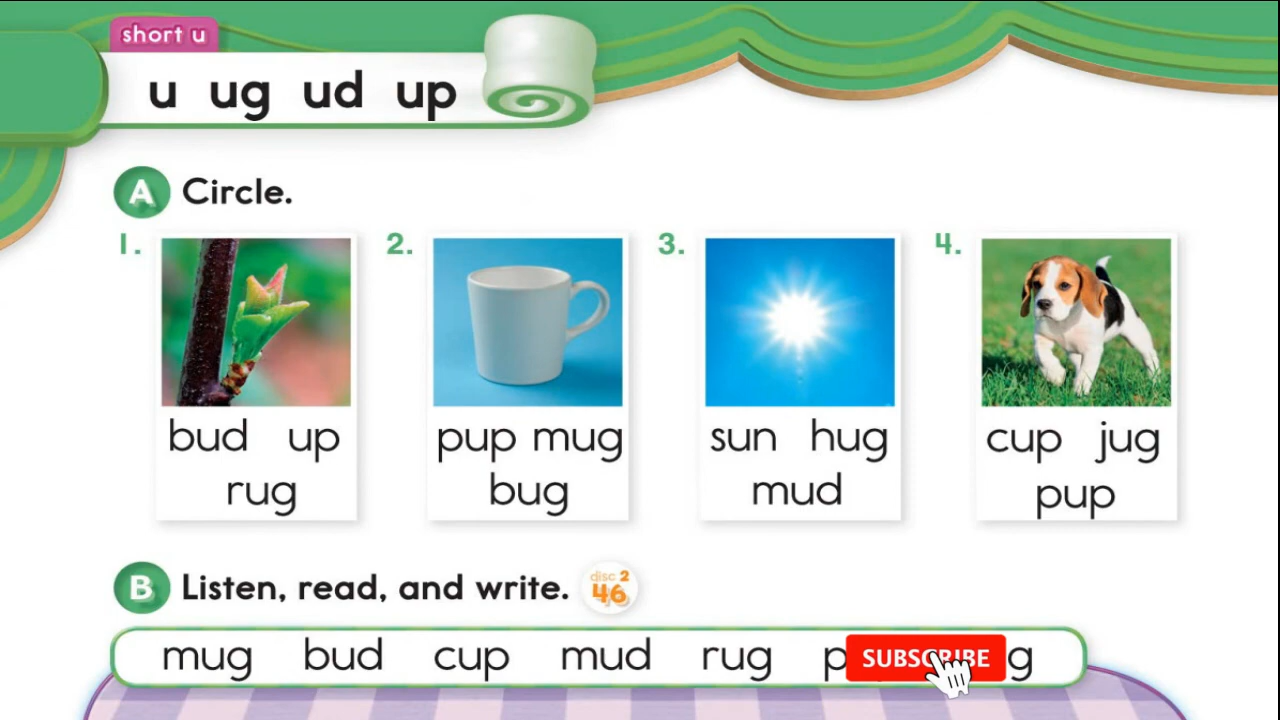 short u
u ug ud up
A Circle.
1. 2. 3. 4.
bud up pup mug sun hug cup jug
rug bug mud pup
B Listen, read, and write. disc 2 46
mug bud cup mud rug SUBSCRIBE